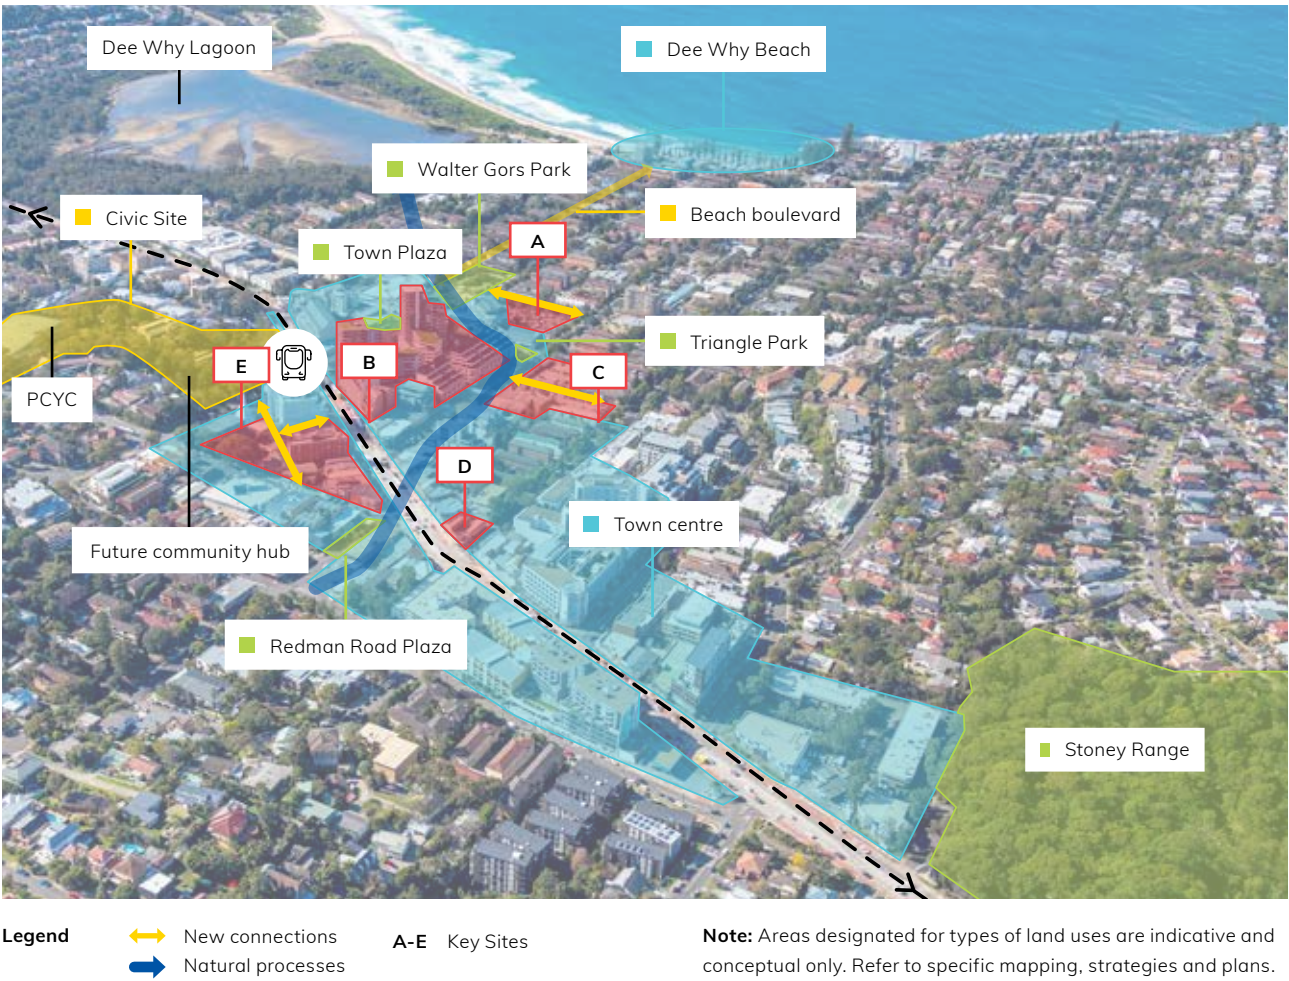 Dee Why Lagoon
Dee Why Beach
Walter Gors Park
Civic Site
Beach boulevard
Town Plaza
A
Triangle Park
E
B
C
PCYC
D
Town centre
Future community hub
Redman Road Plaza
Stoney Range
Legend
New connections
Natural processes
A-E Key Sites
Note: Areas designated for types of land uses are indicative and
conceptual only. Refer to specific mapping, strategies and plans.